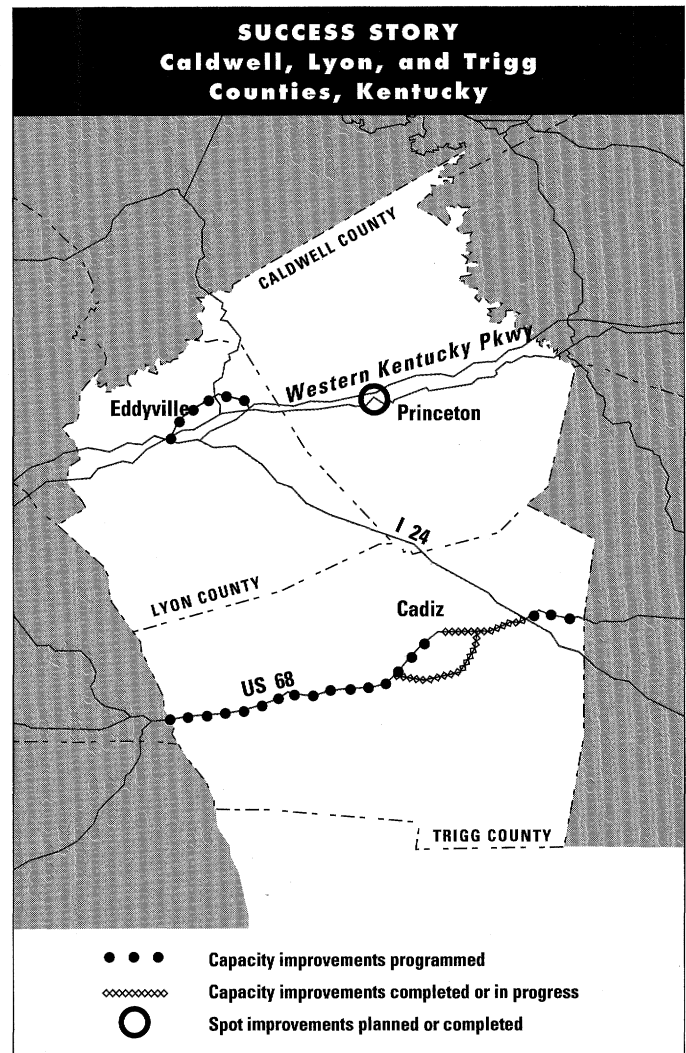 SUCCESS STORY
Caldwell, Lyon, and Trigg
Counties, Kentucky
CALDWELL COUNTY
Western Kentucky Pkwy
Eddyville
Princeton
I 24
LYON COUNTY
Cadiz
US 68
TRIGG COUNTY
Capacity improvements programmed
Capacity improvements completed or in progress
Spot improvements planned or completed